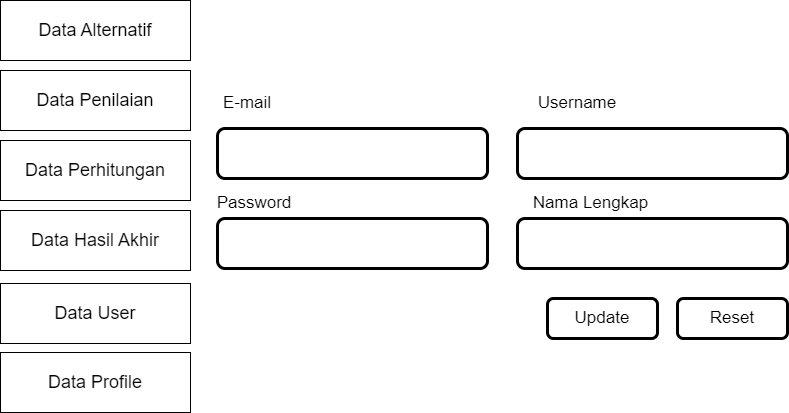 Data Alternatif
Data Penilaian
Data Perhitungan
Data Hasil Akhir
Data User
Data Profile
E-mail
Username
Password
Nama Lengkap
Update
Reset